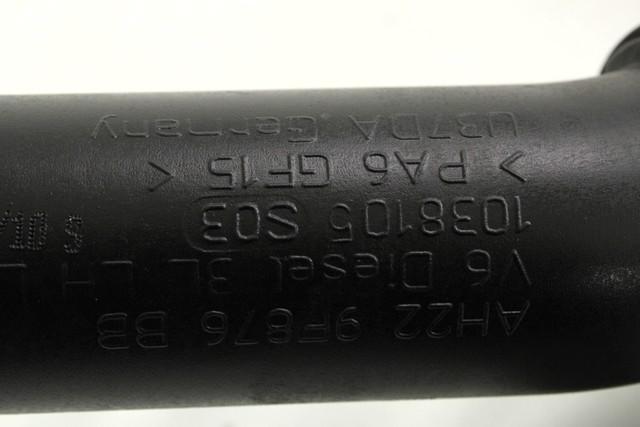 AH22 9F876 BB
V6 Diesel 3L LH L
1038105 S03
> PA6 GF15 <
U37DA Germany